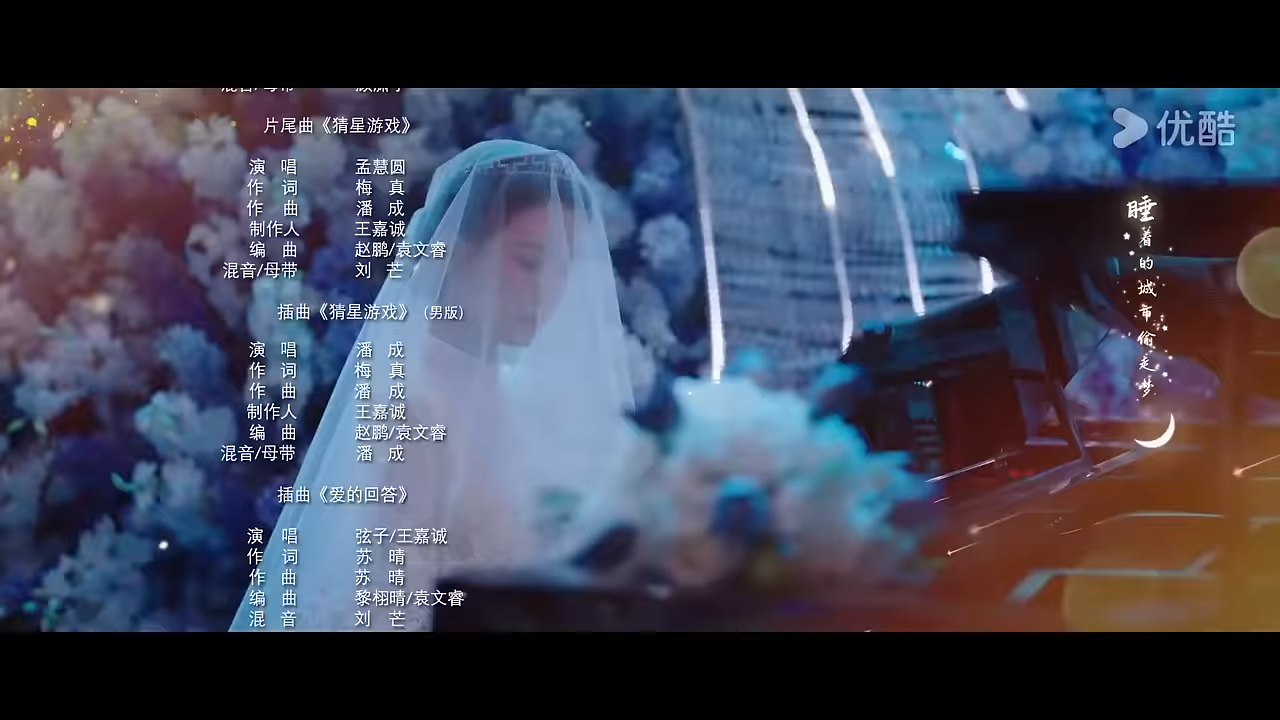 片尾曲《猜星游戏》
演 唱 孟慧圆
作 词 梅 真
作 曲 潘 成
制作人 王嘉诚
编 曲 赵鹏/袁文睿
混音/母带 刘 芒
插曲《猜星游戏》（男版）
演 唱 潘 成
作 词 梅 真
作 曲 潘 成
制作人 王嘉诚
编 曲 赵鹏/袁文睿
混音/母带 潘 成
插曲《爱的回答》
演 唱 弦子/王嘉诚
作 词 苏 晴
作 曲 苏 晴
编 曲 黎栩晴/袁文睿
混 音 刘 芒
优酷
睡着的城市偷走梦